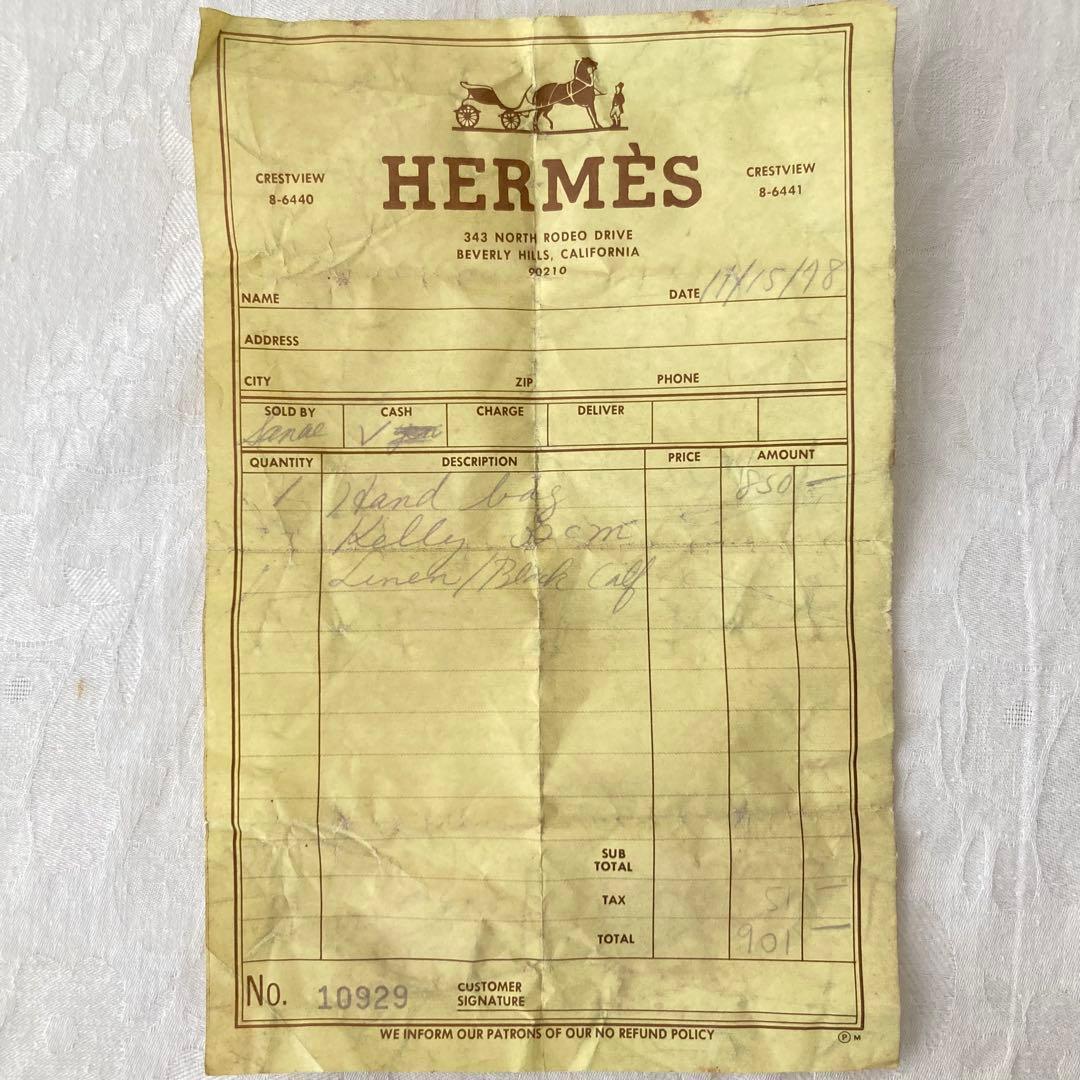 HERMÈS
CRESTVIEW
8-6440
CRESTVIEW
8-6441
343 NORTH RODEO DRIVE
BEVERLY HILLS, CALIFORNIA
90210
NAME
DATE /15/78
ADDRESS
CITY ZIP PHONE
SOLD BY CASH CHARGE DELIVER
Sanae ✓
QUANTITY DESCRIPTION PRICE AMOUNT
1 Hand bag 850 —
Kelly cm
Linen/Black Calf
SUB
TOTAL
TAX 51 —
TOTAL 901 —
No. 10929
CUSTOMER
SIGNATURE
WE INFORM OUR PATRONS OF OUR NO REFUND POLICY
Ⓟ M